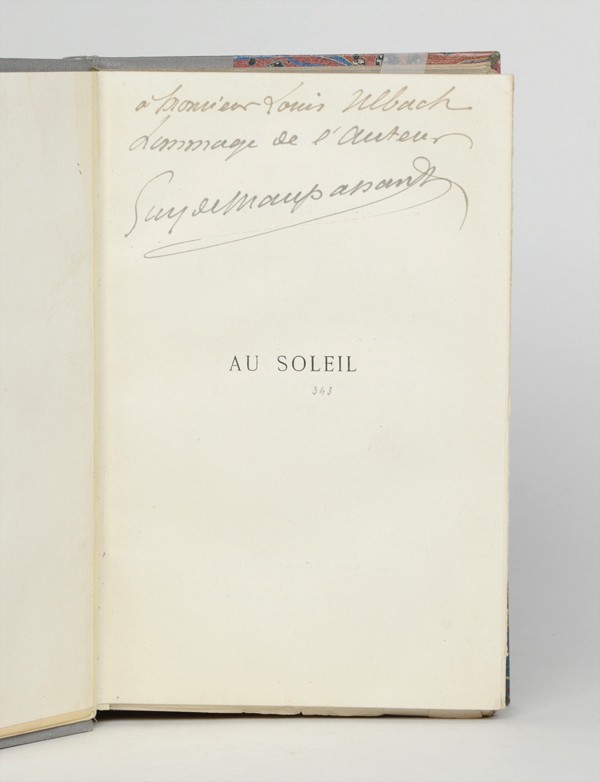 à Monsieur Louis Ulbach
hommage de l'auteur
Guy de Maupassant
AU SOLEIL
343